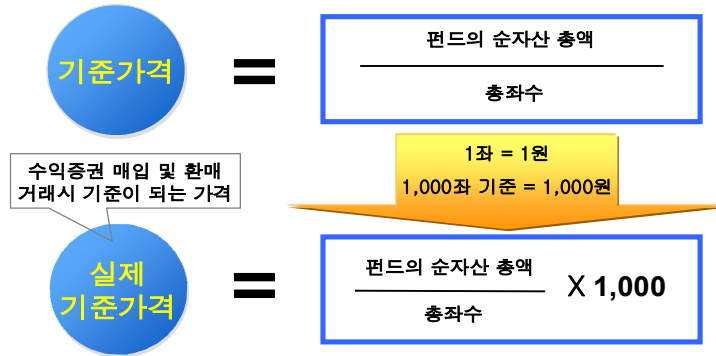 기준가격
=
펀드의 순자산 총액
총좌수
1좌 = 1원
1,000좌 기준 = 1,000원
수익증권 매입 및 환매
거래시 기준이 되는 가격
실제
기준가격
=
펀드의 순자산 총액
총좌수
X 1,000